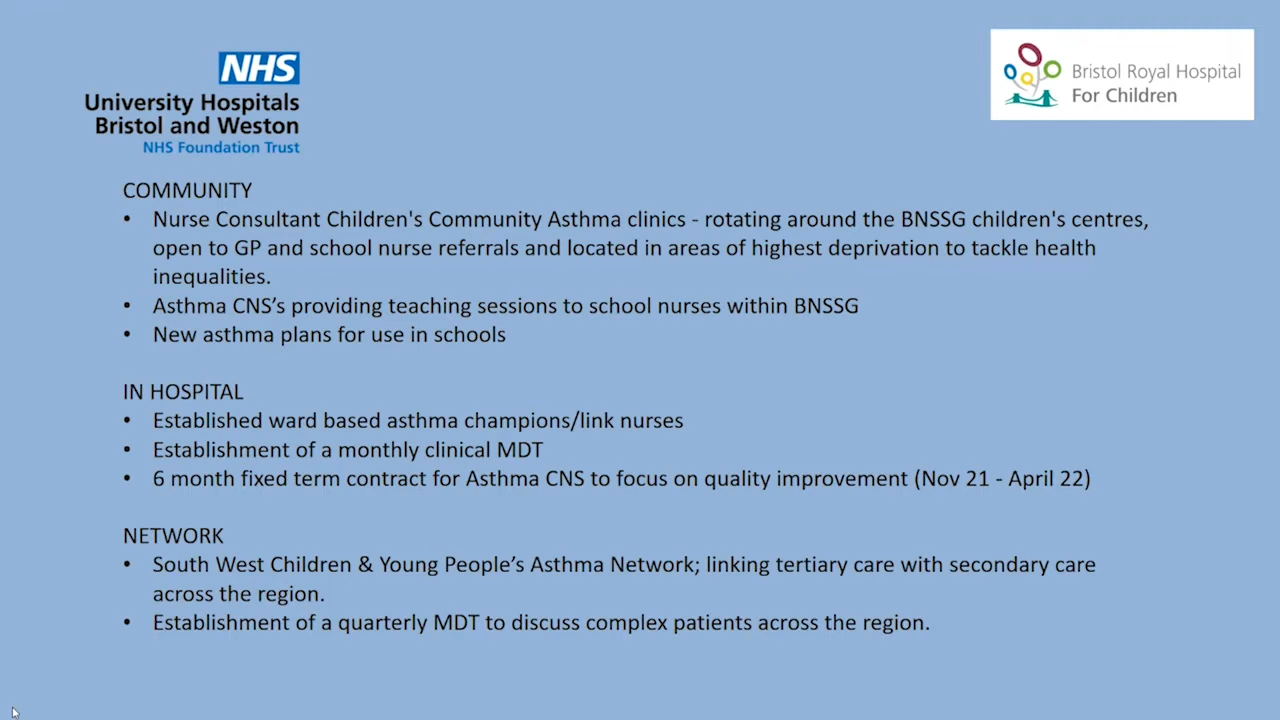 NHS
University Hospitals
Bristol and Weston
NHS Foundation Trust
Bristol Royal Hospital
For Children
COMMUNITY
• Nurse Consultant Children's Community Asthma clinics - rotating around the BNSSG children's centres,
open to GP and school nurse referrals and located in areas of highest deprivation to tackle health
inequalities.
• Asthma CNS’s providing teaching sessions to school nurses within BNSSG
• New asthma plans for use in schools
IN HOSPITAL
• Established ward based asthma champions/link nurses
• Establishment of a monthly clinical MDT
• 6 month fixed term contract for Asthma CNS to focus on quality improvement (Nov 21 - April 22)
NETWORK
• South West Children & Young People’s Asthma Network; linking tertiary care with secondary care
across the region.
• Establishment of a quarterly MDT to discuss complex patients across the region.